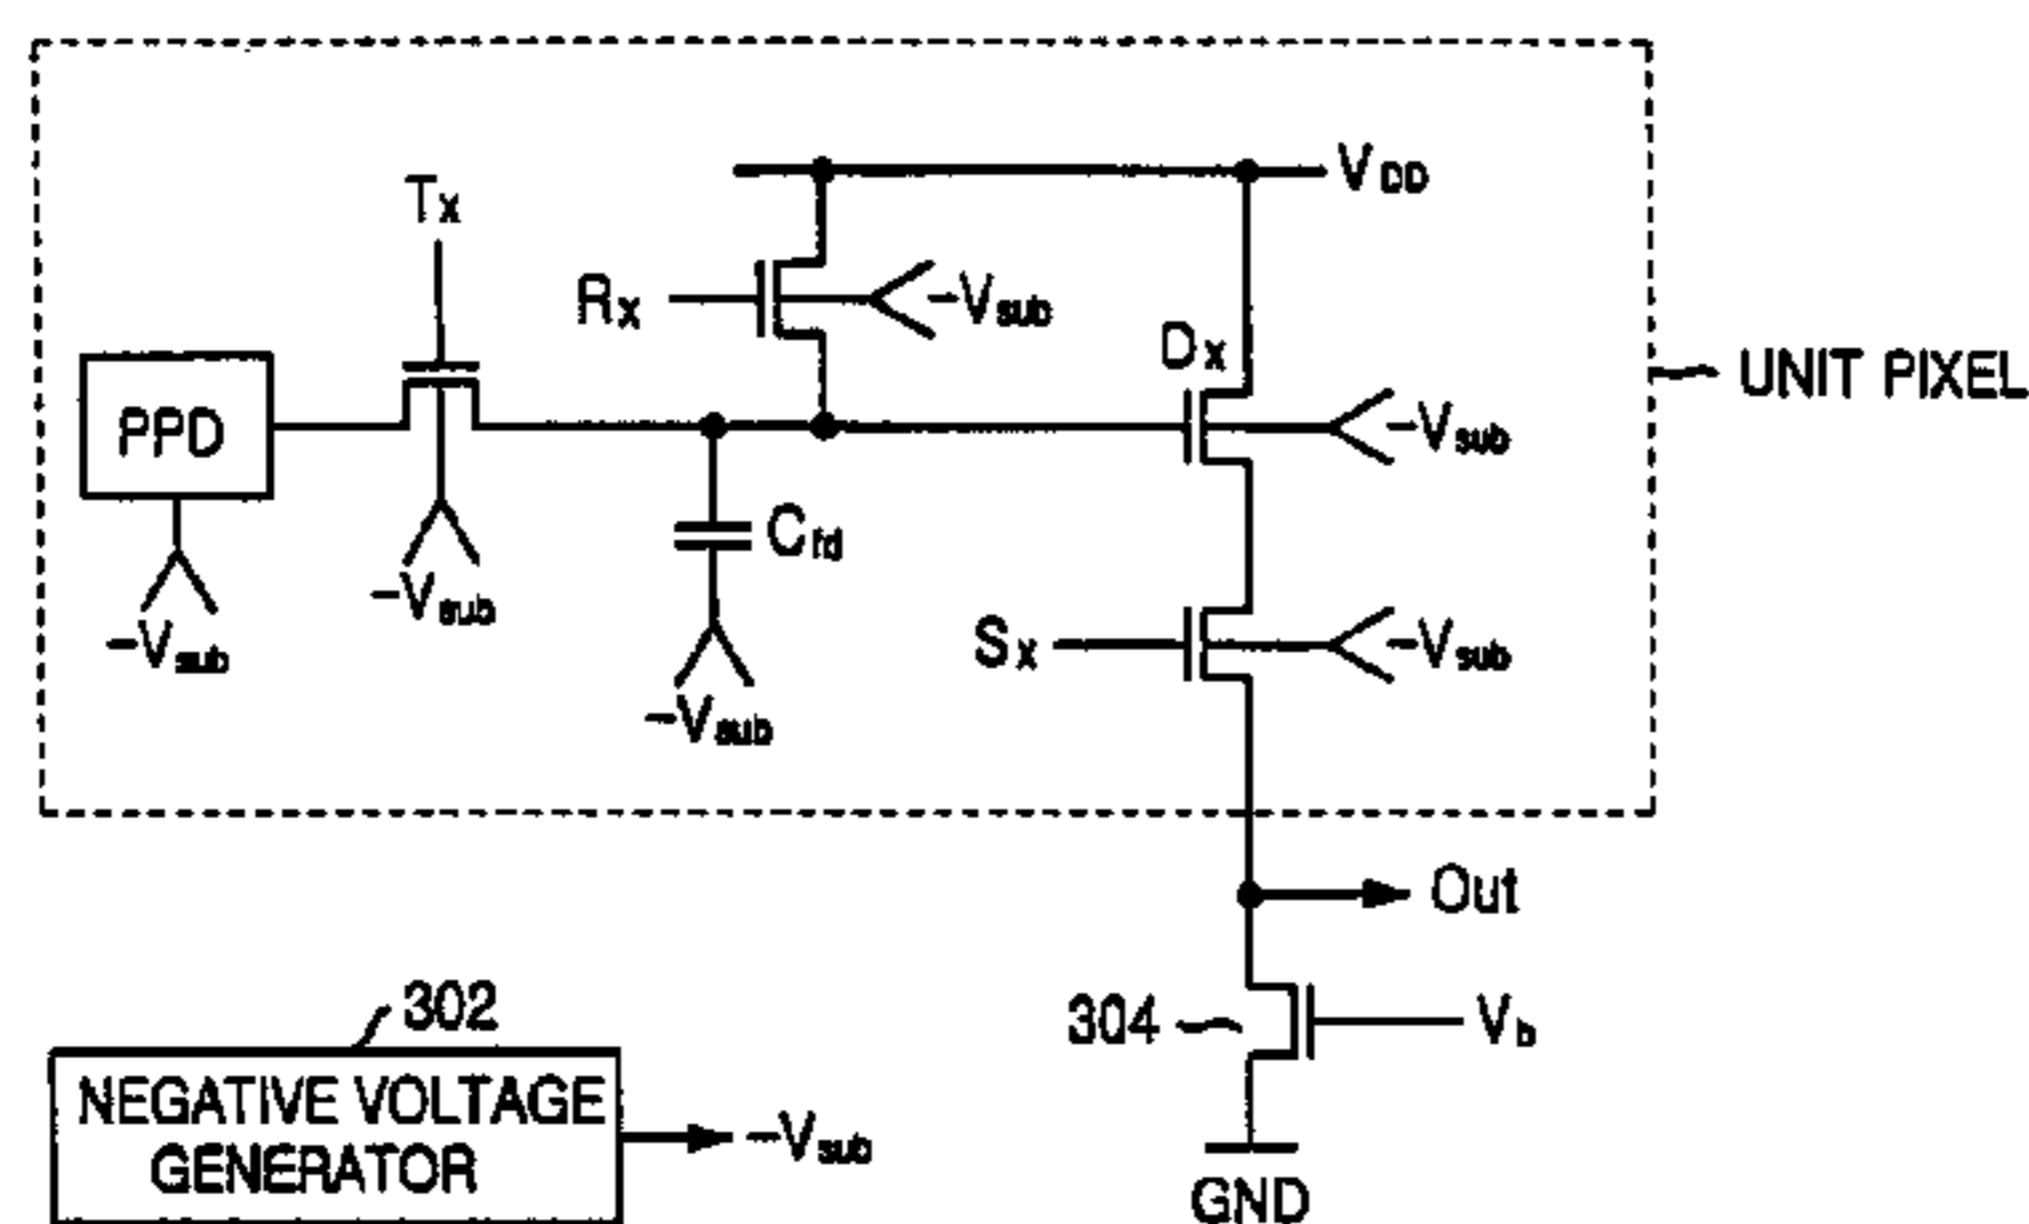 VDD
Tx
Rx
-Vsub
Dx
UNIT PIXEL
PPD
-Vsub
Cfd
-Vsub
-Vsub
Sx
-Vsub
-Vsub
Out
302
304
Vb
NEGATIVE VOLTAGE
GENERATOR
-Vsub
GND